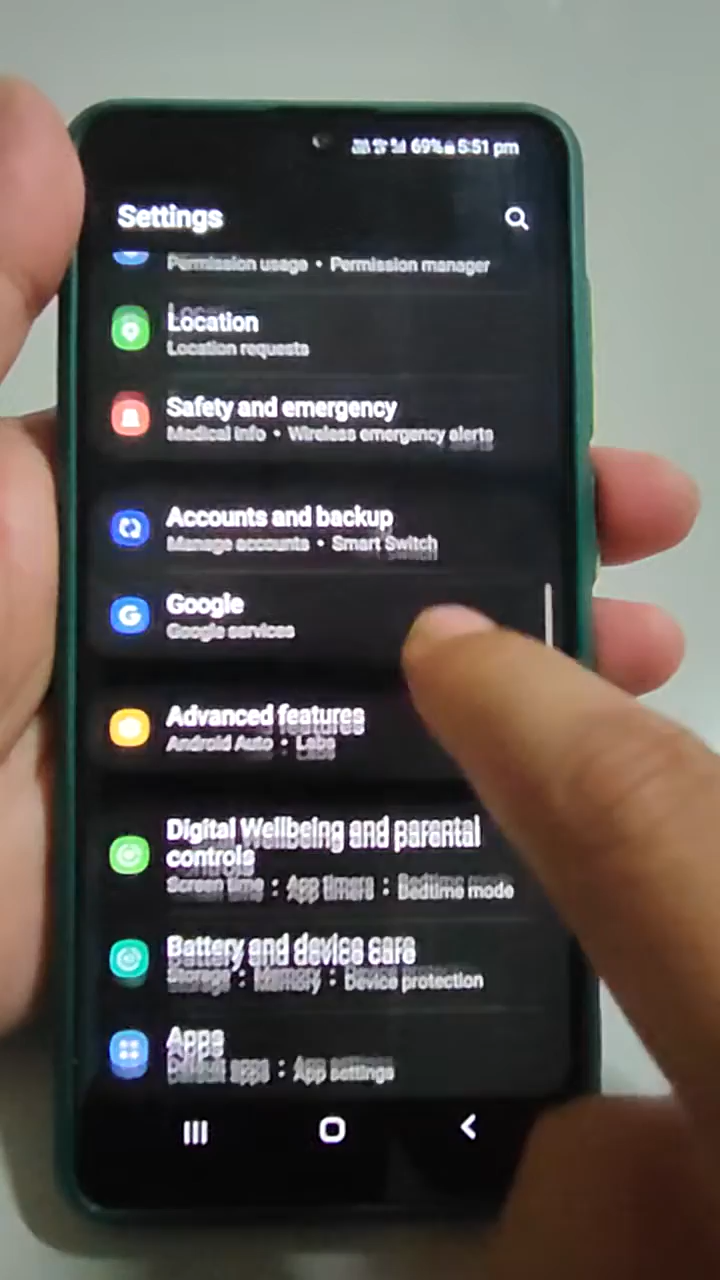 69% 5:51 pm
Settings
Permission usage • Permission manager
Location
Location requests
Safety and emergency
Medical info • Wireless emergency alerts
Accounts and backup
Manage accounts • Smart Switch
G
Google
Google services
Advanced features
Android Auto • Labs
Digital Wellbeing and parental
controls
Screen time • App timers • Bedtime mode
Battery and device care
Storage • Memory • Device protection
Apps
Default apps • App settings